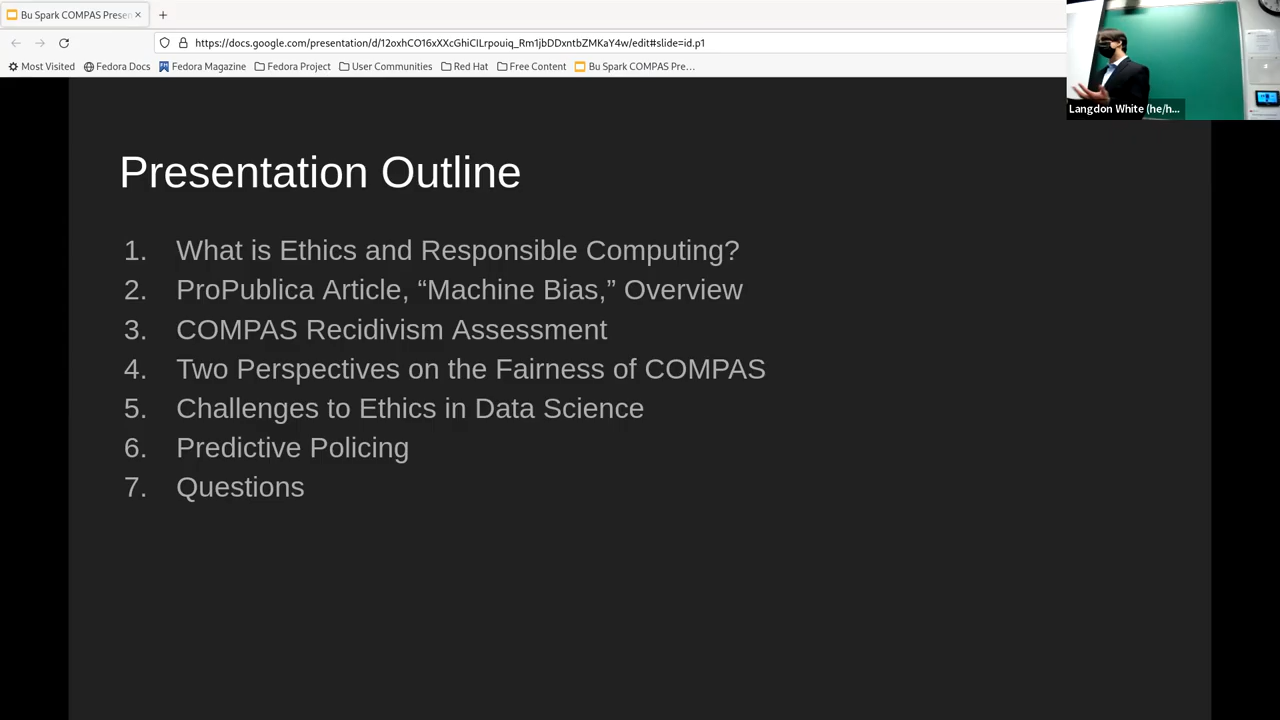 Bu Spark COMPAS Presen
https://docs.google.com/presentation/d/12oxhCO16xXXcGhiCILrpouiq_Rm1jbDDxntbZMKaY4w/edit#slide=id.p1
Most Visited
Fedora Docs
Fedora Magazine
Fedora Project
User Communities
Red Hat
Free Content
Bu Spark COMPAS Pre…
Langdon White (he/h...
Presentation Outline
1. What is Ethics and Responsible Computing?
2. ProPublica Article, “Machine Bias,” Overview
3. COMPAS Recidivism Assessment
4. Two Perspectives on the Fairness of COMPAS
5. Challenges to Ethics in Data Science
6. Predictive Policing
7. Questions